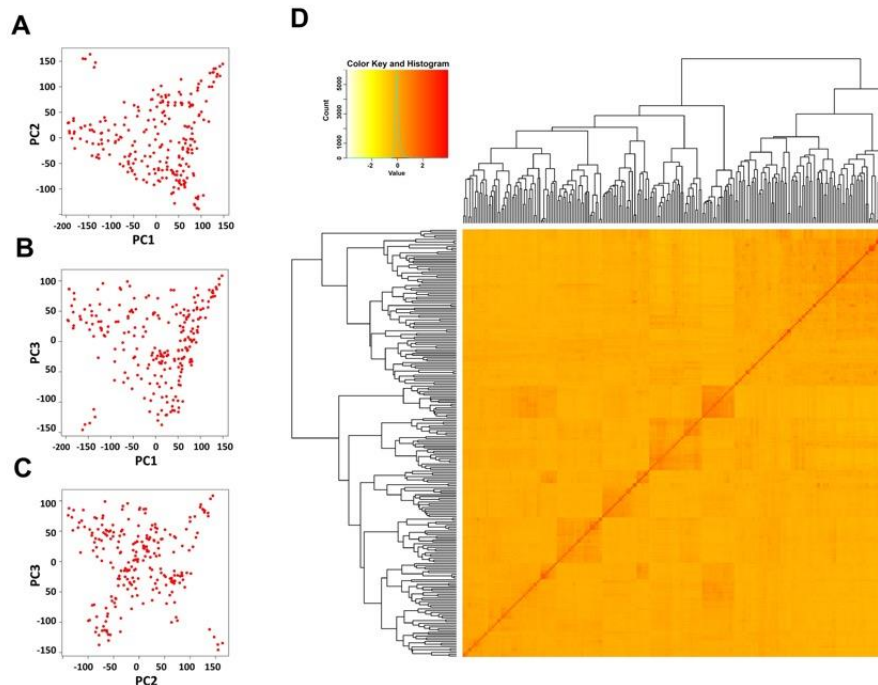 A
150
100
50
0
-50
-100
PC2
-200 -150 -100 -50 0 50 100 150
PC1
B
100
50
0
-50
-100
-150
PC3
-200 -150 -100 -50 0 50 100 150
PC1
C
100
50
0
-50
-100
-150
PC3
-100 -50 0 50 100 150
PC2
D
Color Key and Histogram
Count
0 1000 3000 5000
-2 0 2
Value